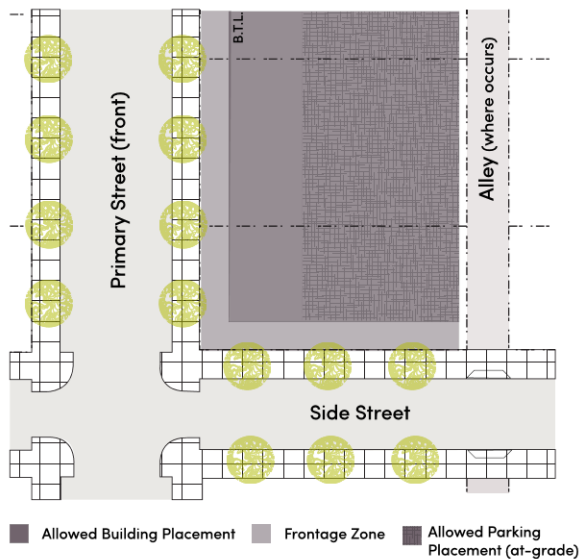 B.T.L.
Primary Street (front)
Alley (where occurs)
Side Street
Allowed Building Placement
Frontage Zone
Allowed Parking
Placement (at-grade)